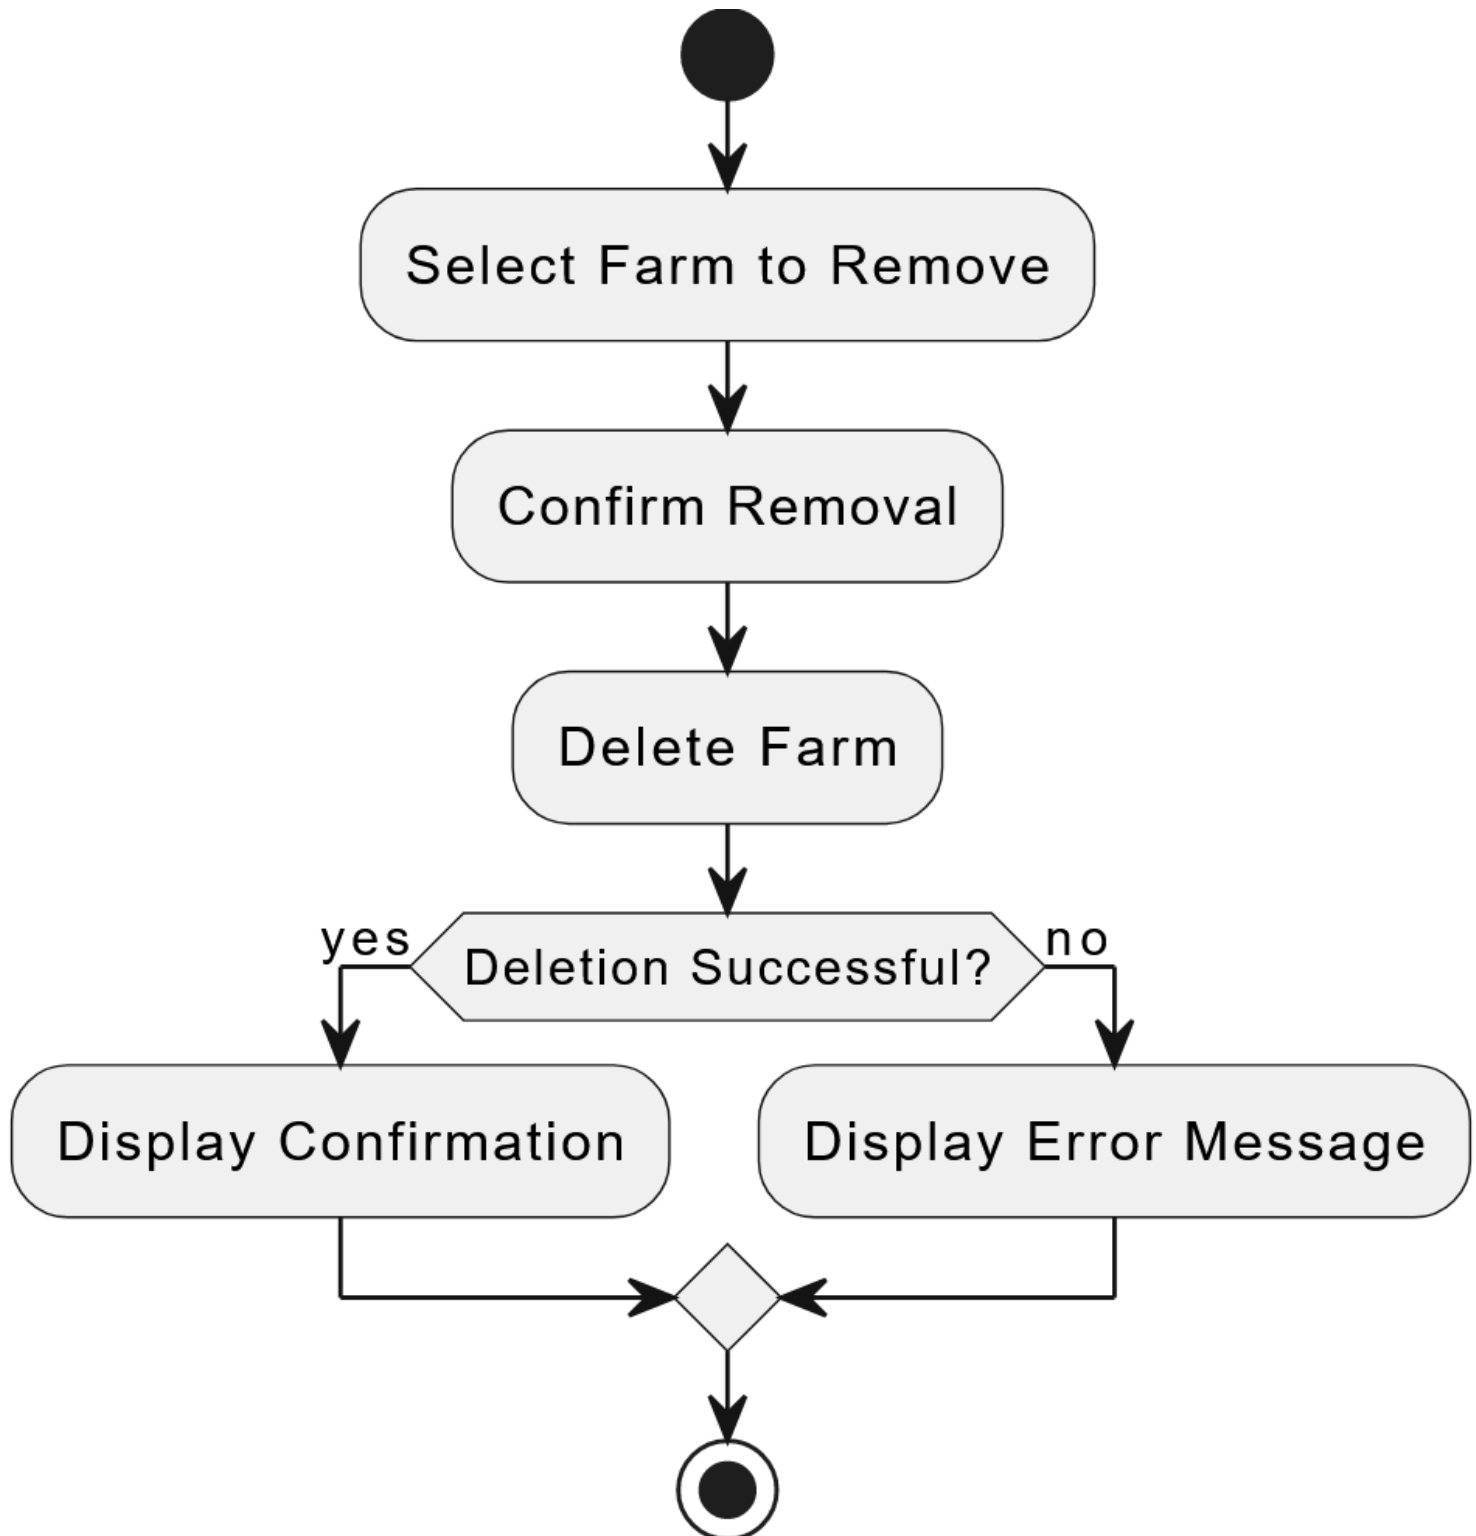 Select Farm to Remove
Confirm Removal
Delete Farm
yes
Deletion Successful?
no
Display Confirmation
Display Error Message